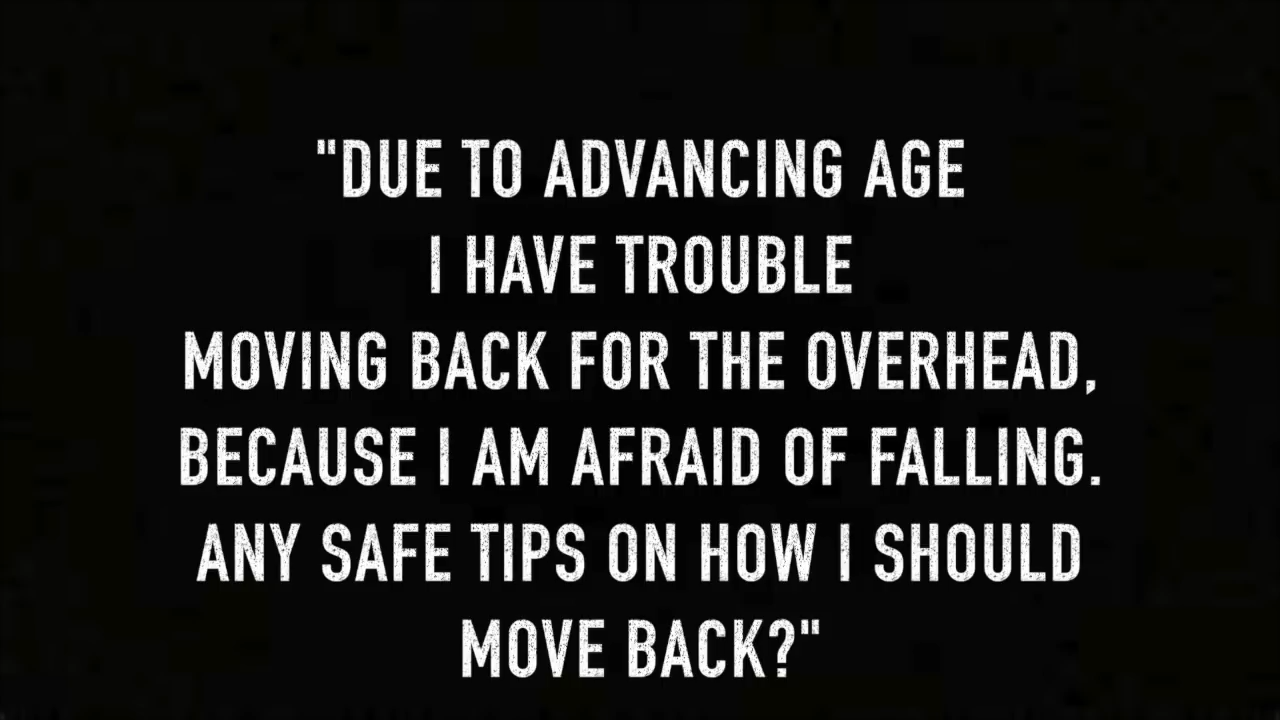 "DUE TO ADVANCING AGE
I HAVE TROUBLE
MOVING BACK FOR THE OVERHEAD,
BECAUSE I AM AFRAID OF FALLING.
ANY SAFE TIPS ON HOW I SHOULD
MOVE BACK?"